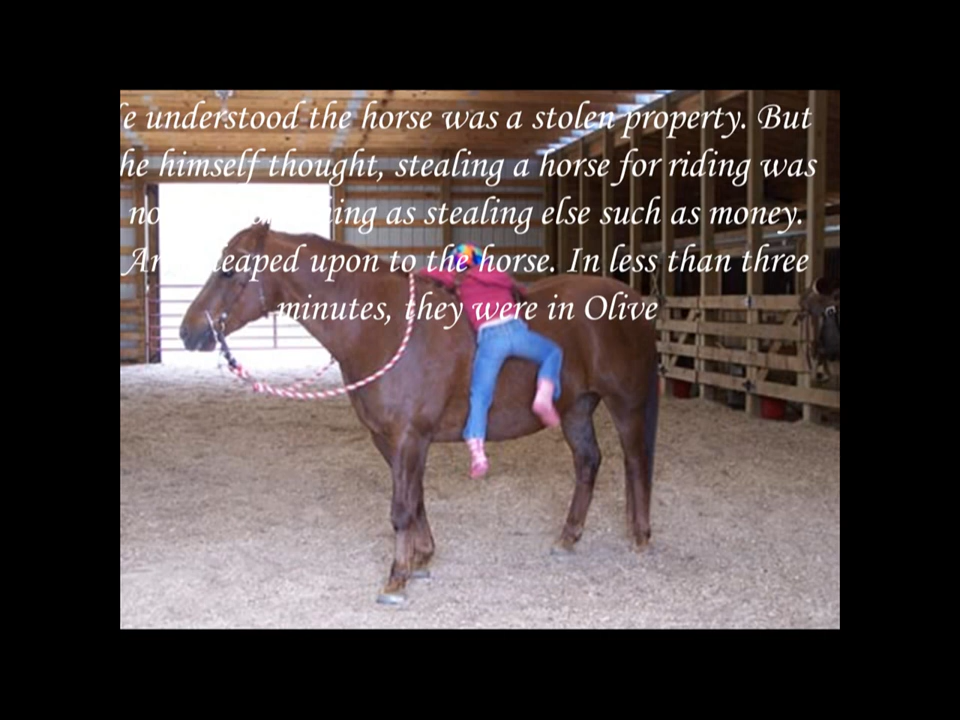 understood the horse was a stolen property. But
he himself thought, stealing a horse for riding was
as stealing else such as money.
leaped upon to the horse. In less than three
minutes, they were in Olive